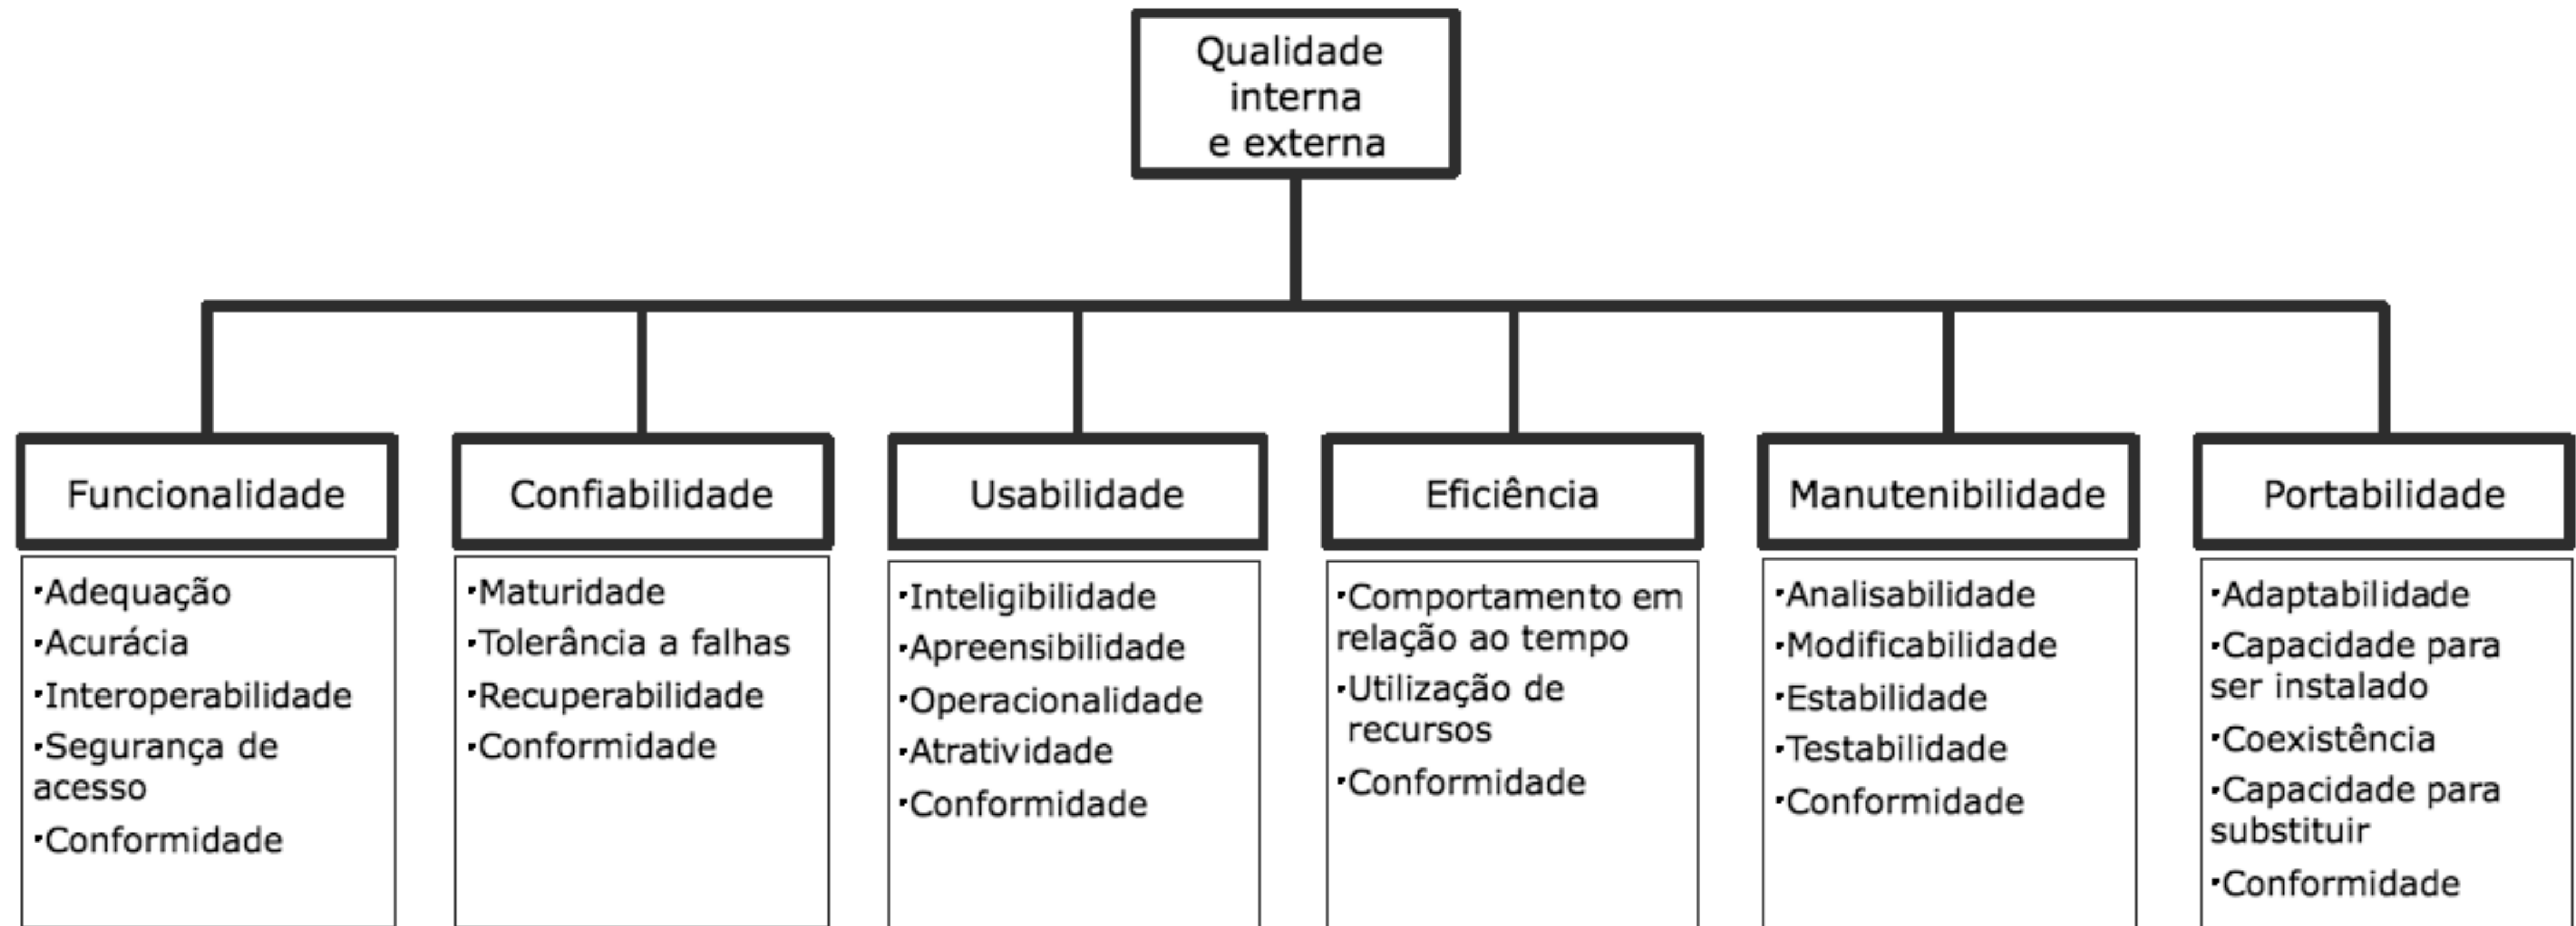 Qualidade
interna
e externa
Funcionalidade
·Adequação
·Acurácia
·Interoperabilidade
·Segurança de
acesso
·Conformidade
Confiabilidade
·Maturidade
·Tolerância a falhas
·Recuperabilidade
·Conformidade
Usabilidade
·Inteligibilidade
·Apreensibilidade
·Operacionalidade
·Atratividade
·Conformidade
Eficiência
·Comportamento em
relação ao tempo
·Utilização de
recursos
·Conformidade
Manutenibilidade
·Analisabilidade
·Modificabilidade
·Estabilidade
·Testabilidade
·Conformidade
Portabilidade
·Adaptabilidade
·Capacidade para
ser instalado
·Coexistência
·Capacidade para
substituir
·Conformidade